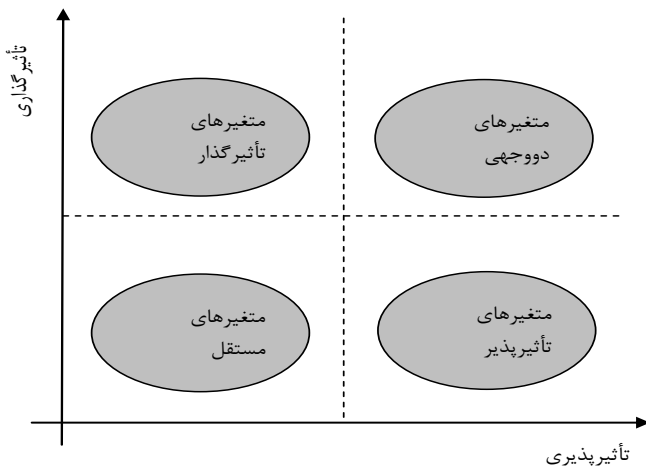 تأثیرگذاری
متغیرهای
دووجهی
متغیرهای
تأثیرگذار
متغیرهای
تأثیرپذیر
متغیرهای
مستقل
تأثیرپذیری